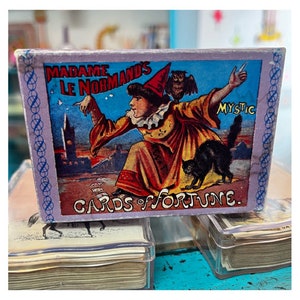 MADAME
LE NORMAND'S
MYSTIC
CARDS OF FORTUNE.